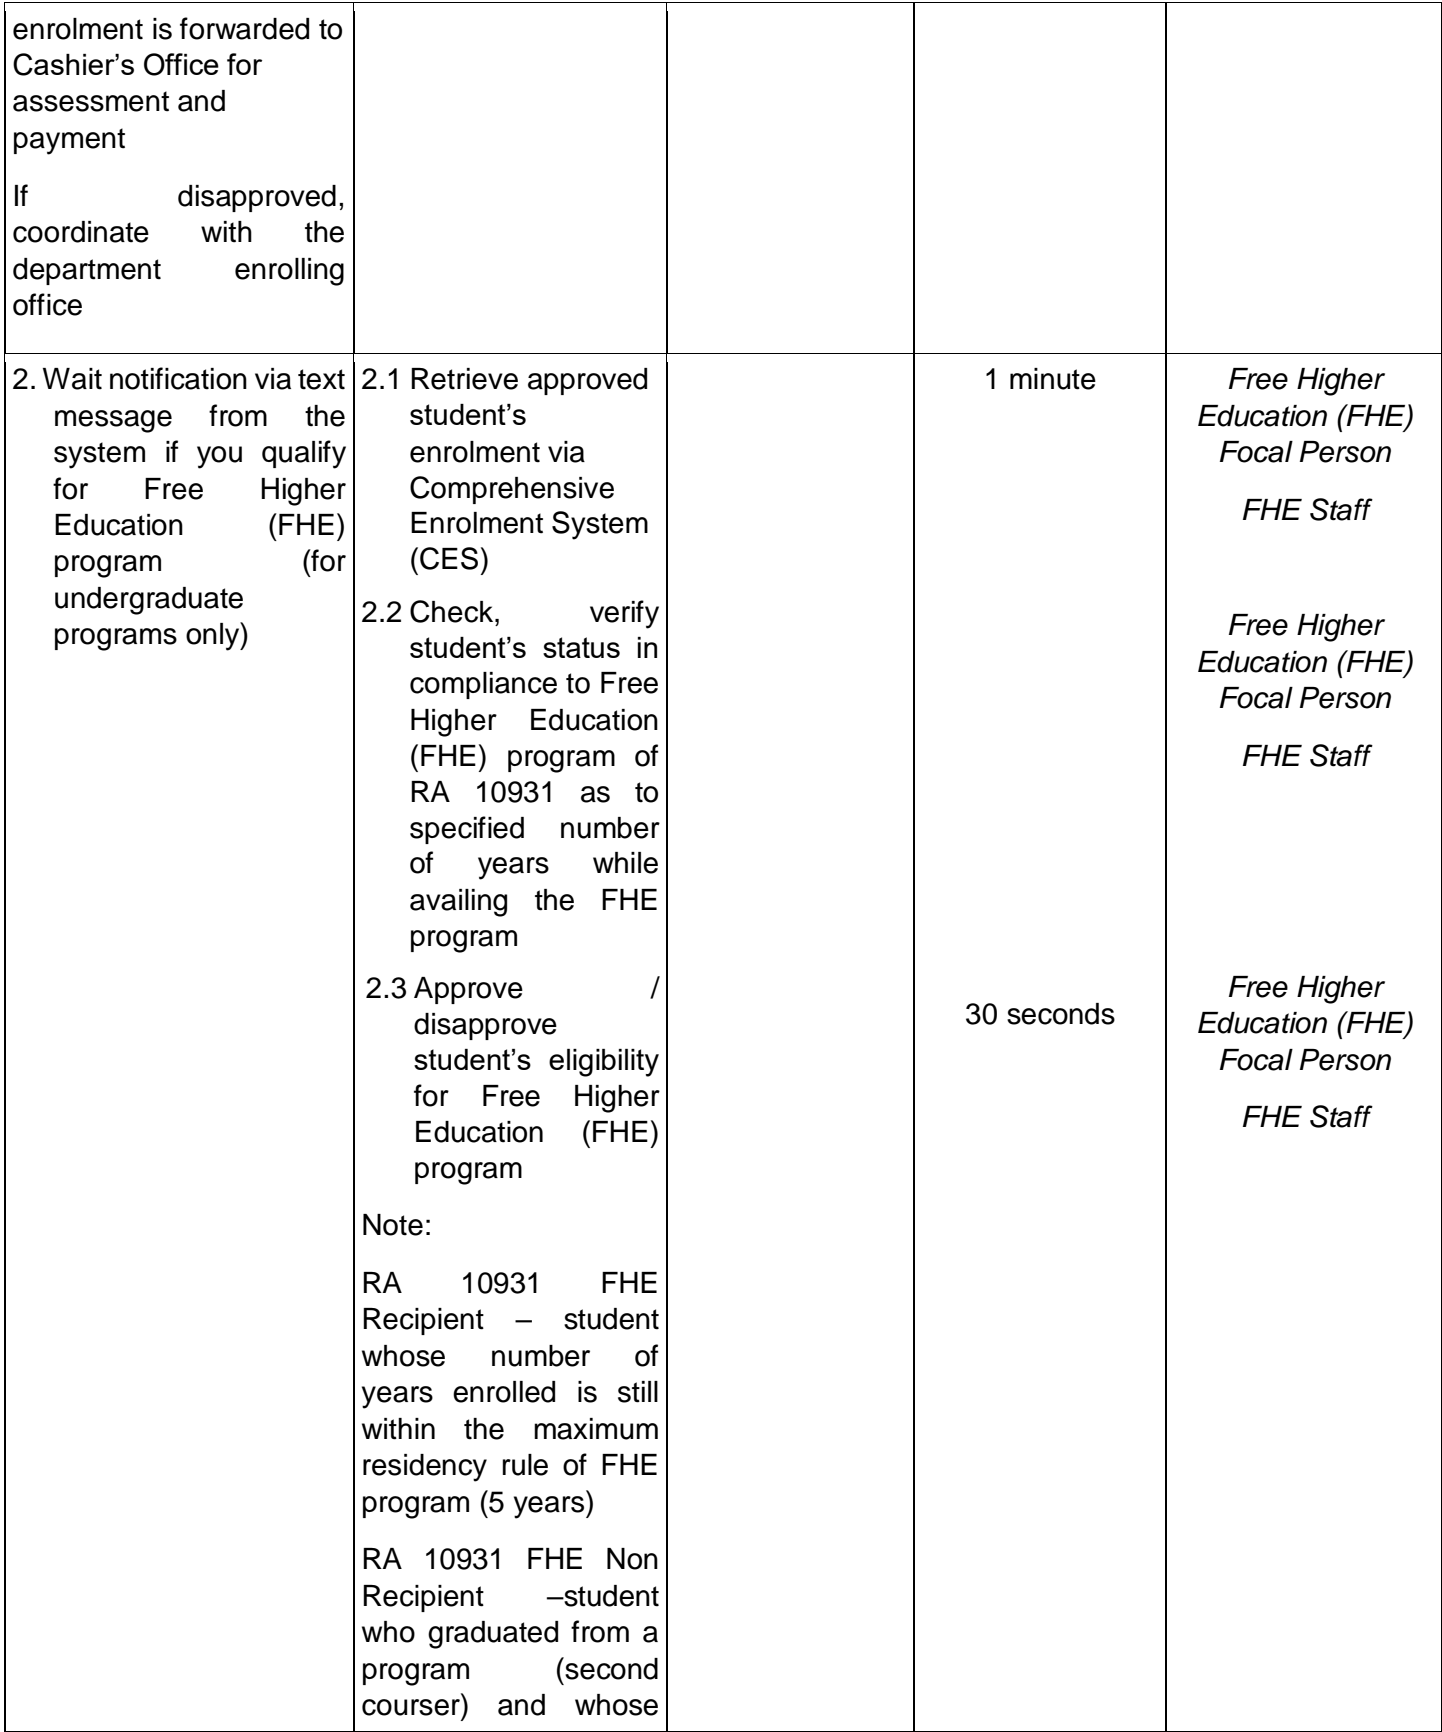 enrolment is forwarded to
Cashier’s Office for
assessment and
payment
If disapproved,
coordinate with the
department enrolling
office
2. Wait notification via text
message from the
system if you qualify
for Free Higher
Education (FHE)
program (for
undergraduate
programs only)
2.1 Retrieve approved
student’s
enrolment via
Comprehensive
Enrolment System
(CES)
2.2 Check, verify
student’s status in
compliance to Free
Higher Education
(FHE) program of
RA 10931 as to
specified number
of years while
availing the FHE
program
2.3 Approve /
disapprove
student’s eligibility
for Free Higher
Education (FHE)
program
Note:
RA 10931 FHE
Recipient – student
whose number of
years enrolled is still
within the maximum
residency rule of FHE
program (5 years)
RA 10931 FHE Non
Recipient –student
who graduated from a
program (second
courser) and whose
1 minute
30 seconds
Free Higher
Education (FHE)
Focal Person
FHE Staff
Free Higher
Education (FHE)
Focal Person
FHE Staff
Free Higher
Education (FHE)
Focal Person
FHE Staff